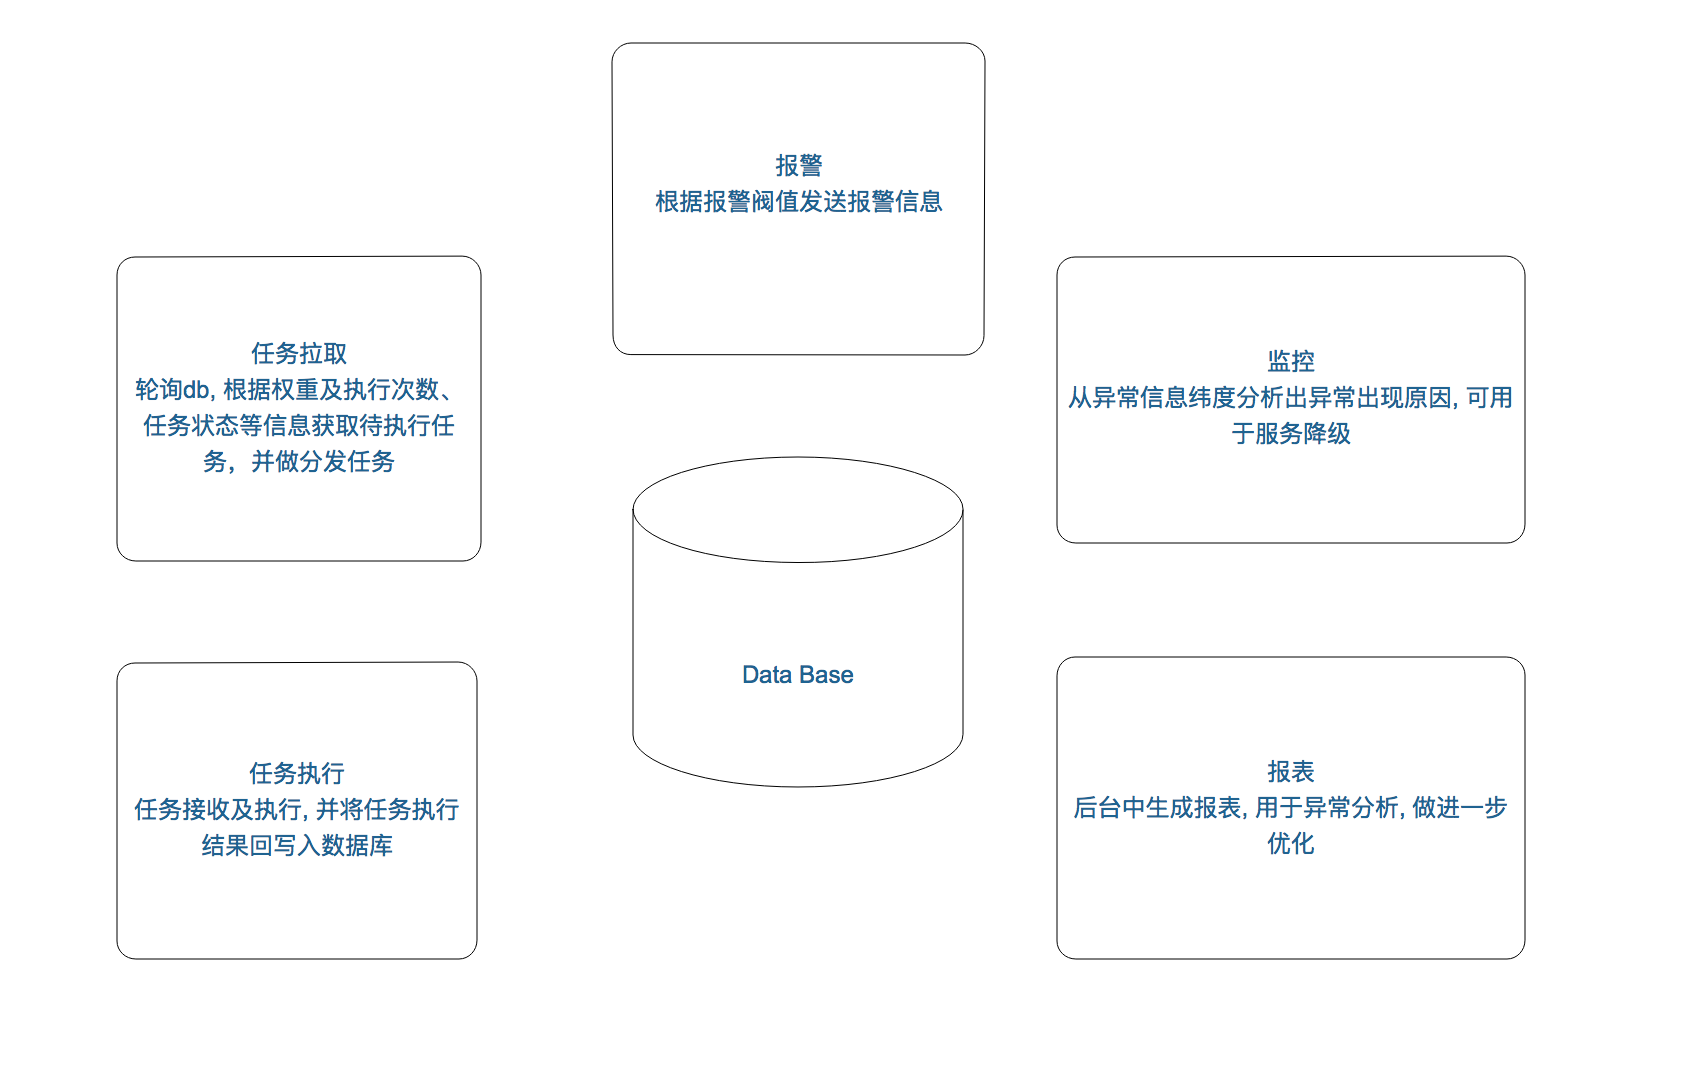 报警
根据报警阀值发送报警信息
任务拉取
轮询db, 根据权重及执行次数、
任务状态等信息获取待执行任
务，并做分发任务
监控
从异常信息纬度分析出异常出现原因, 可用
于服务降级
Data Base
任务执行
任务接收及执行, 并将任务执行
结果回写入数据库
报表
后台中生成报表, 用于异常分析, 做进一步
优化